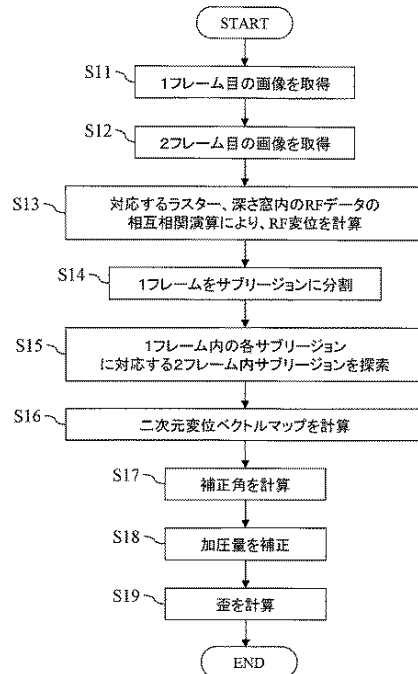 START
S11
1フレーム目の画像を取得
S12
2フレーム目の画像を取得
S13
対応するラスター、深さ窓内のRFデータの
相互相関演算により、RF変位を計算
S14
1フレームをサブリージョンに分割
S15
1フレーム内の各サブリージョン
に対応する2フレーム内サブリージョンを探索
S16
二次元変位ベクトルマップを計算
S17
補正角を計算
S18
加圧量を補正
S19
歪を計算
END